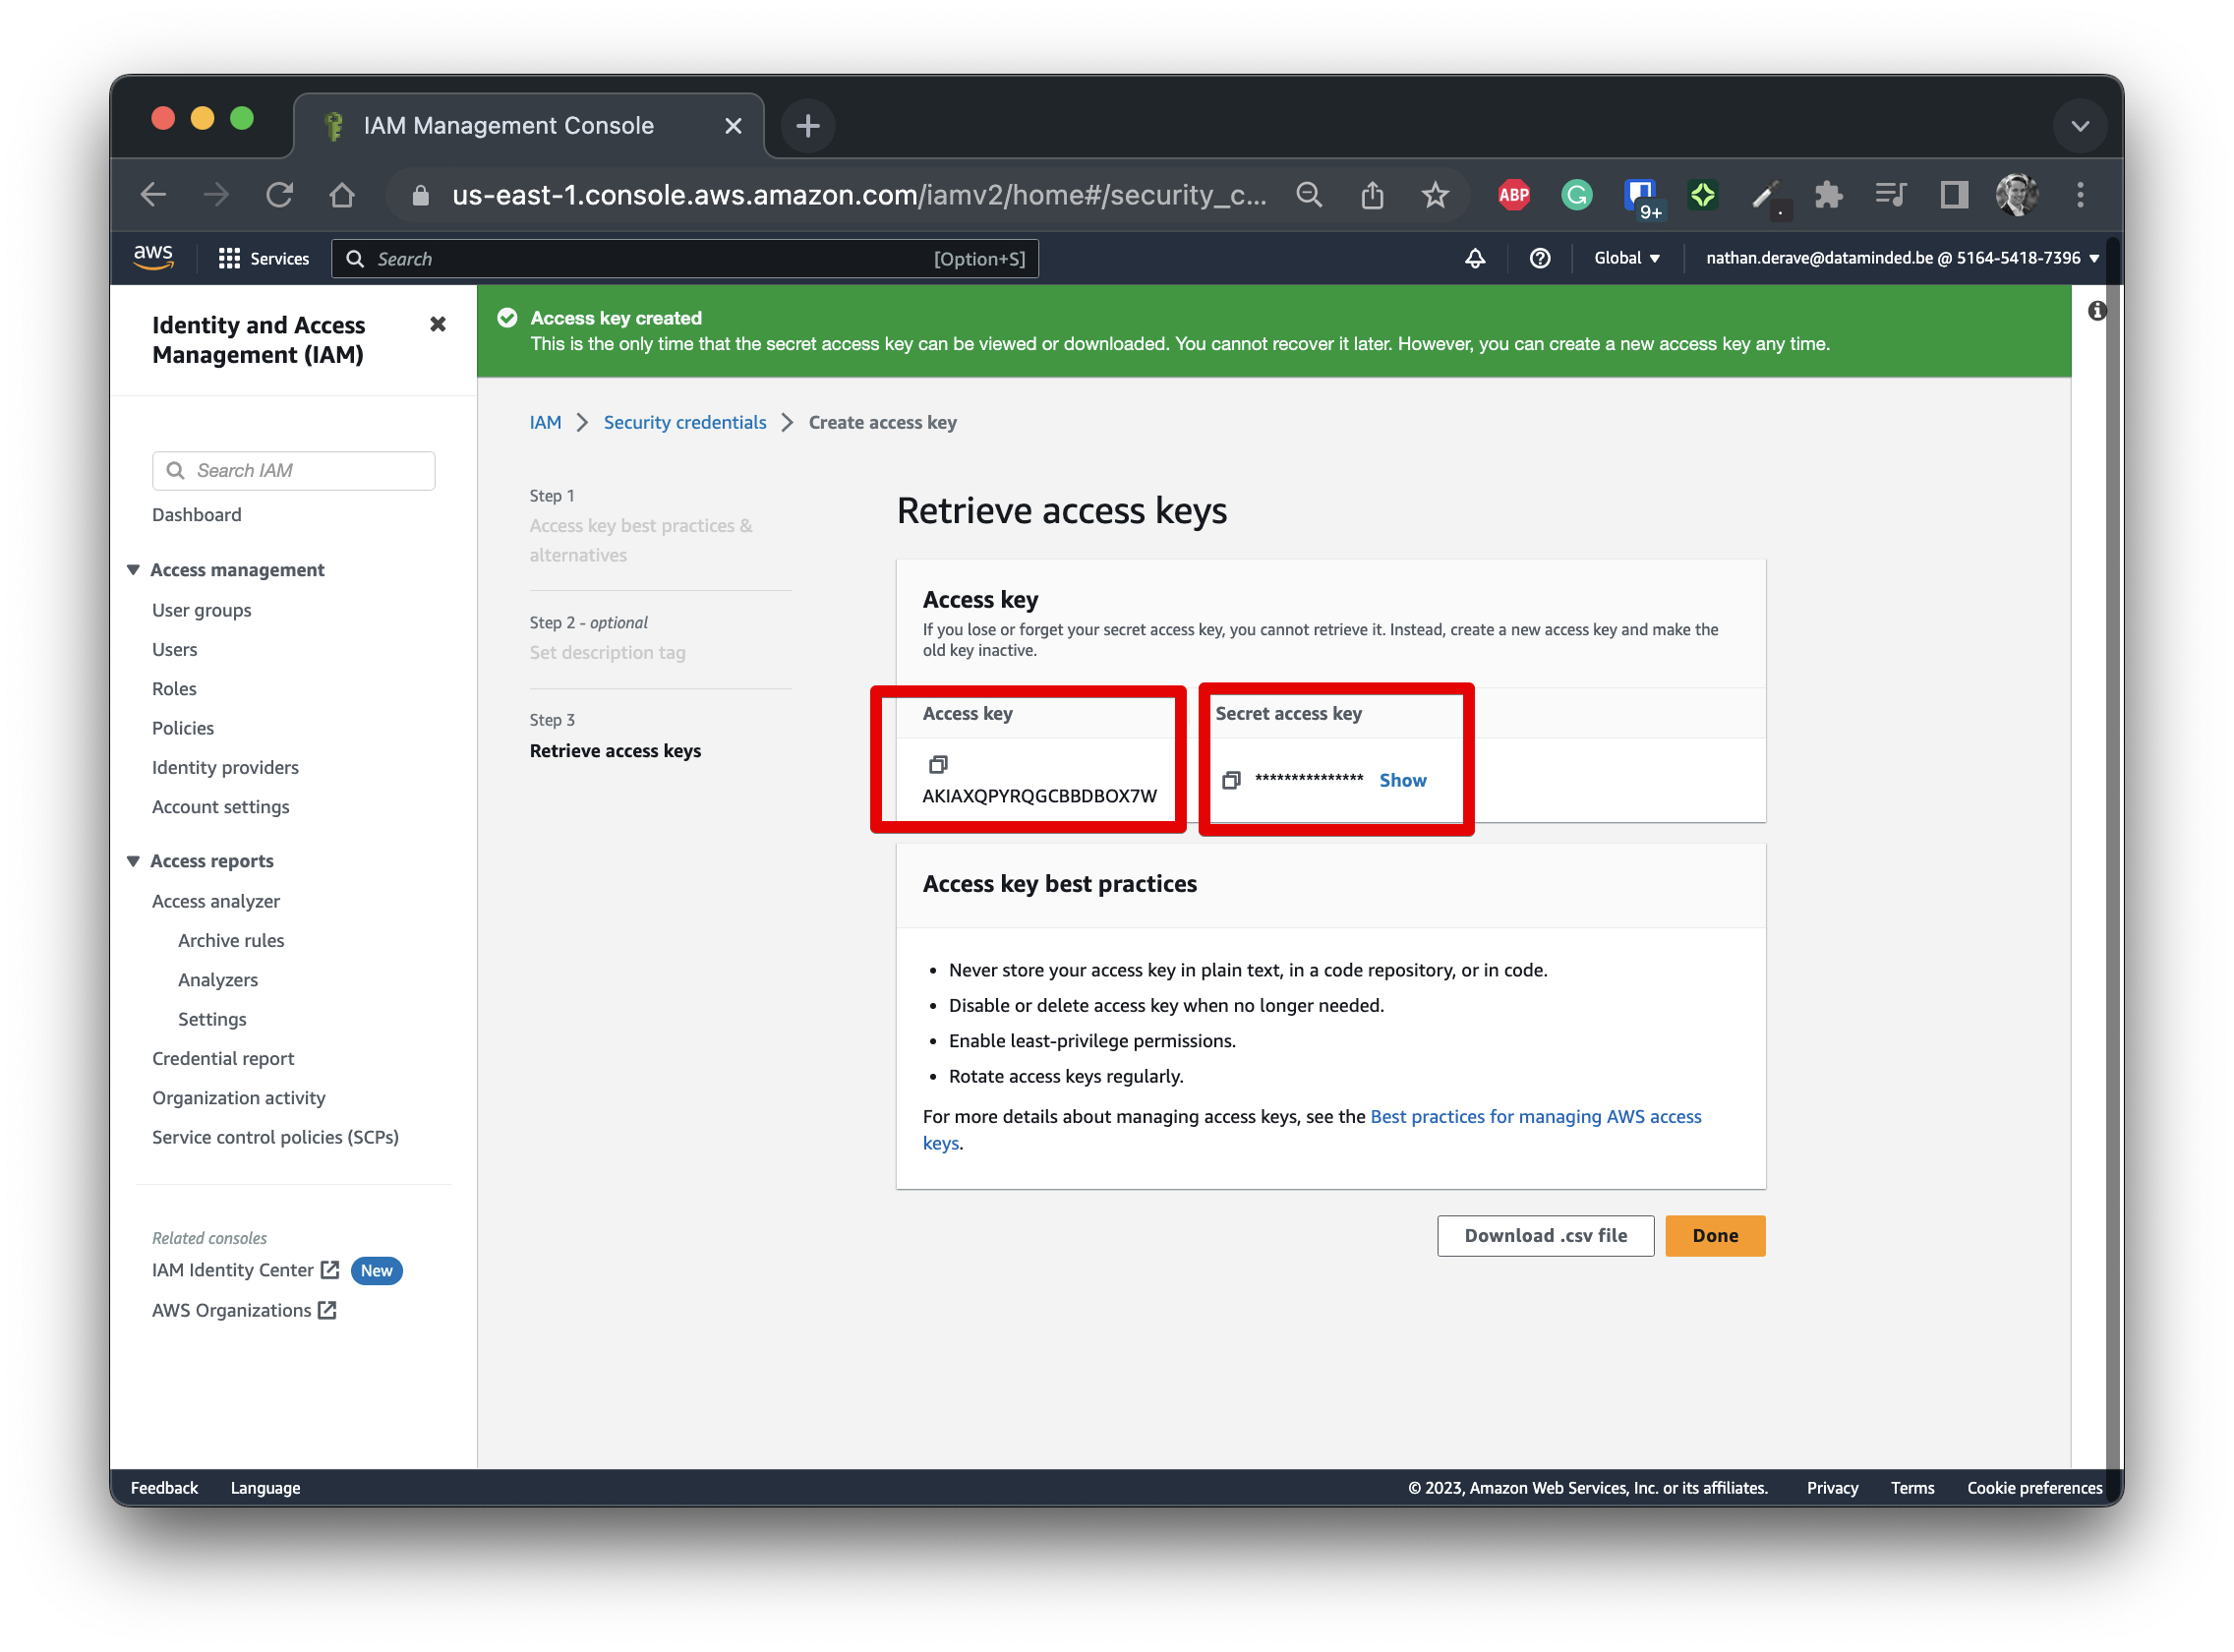 IAM Management Console
us-east-1.console.aws.amazon.com/iamv2/home#/security_c...
ABP
9+
aws
Services
Search
[Option+S]
Global
nathan.derave@dataminded.be @ 5164-5418-7396
Identity and Access
Management (IAM)
Search IAM
Dashboard
Access management
User groups
Users
Roles
Policies
Identity providers
Account settings
Access reports
Access analyzer
Archive rules
Analyzers
Settings
Credential report
Organization activity
Service control policies (SCPs)
Related consoles
IAM Identity Center New
AWS Organizations
Access key created
This is the only time that the secret access key can be viewed or downloaded. You cannot recover it later. However, you can create a new access key any time.
IAM > Security credentials > Create access key
Step 1
Access key best practices &
alternatives
Step 2 - optional
Set description tag
Step 3
Retrieve access keys
Retrieve access keys
Access key
If you lose or forget your secret access key, you cannot retrieve it. Instead, create a new access key and make the
old key inactive.
Access key
Secret access key
AKIAXQPYRQGCBBDBOX7W
*************** Show
Access key best practices
• Never store your access key in plain text, in a code repository, or in code.
• Disable or delete access key when no longer needed.
• Enable least-privilege permissions.
• Rotate access keys regularly.
For more details about managing access keys, see the Best practices for managing AWS access
keys.
Download .csv file
Done
Feedback
Language
© 2023, Amazon Web Services, Inc. or its affiliates.
Privacy
Terms
Cookie preferences